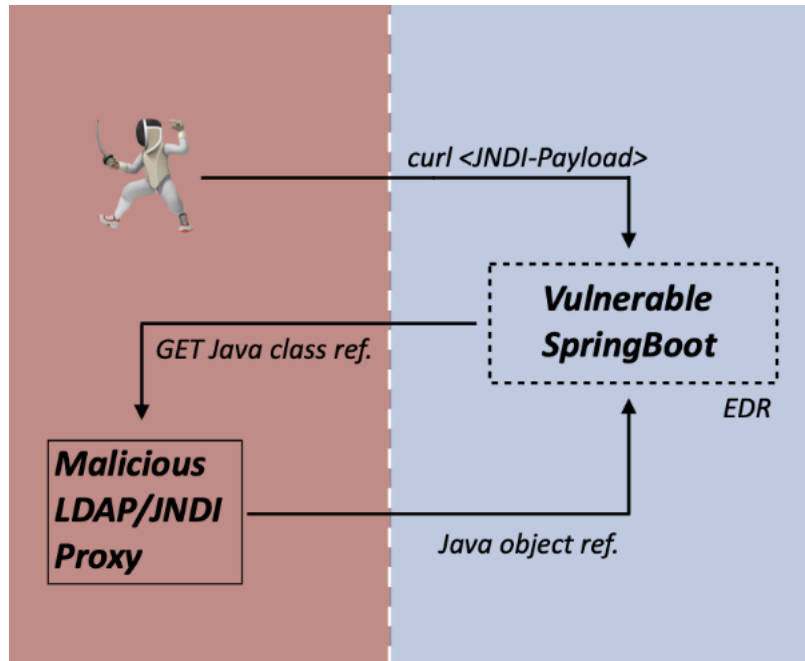 curl <JNDI-Payload>
Vulnerable
SpringBoot
GET Java class ref.
EDR
Malicious
LDAP/JNDI
Proxy
Java object ref.